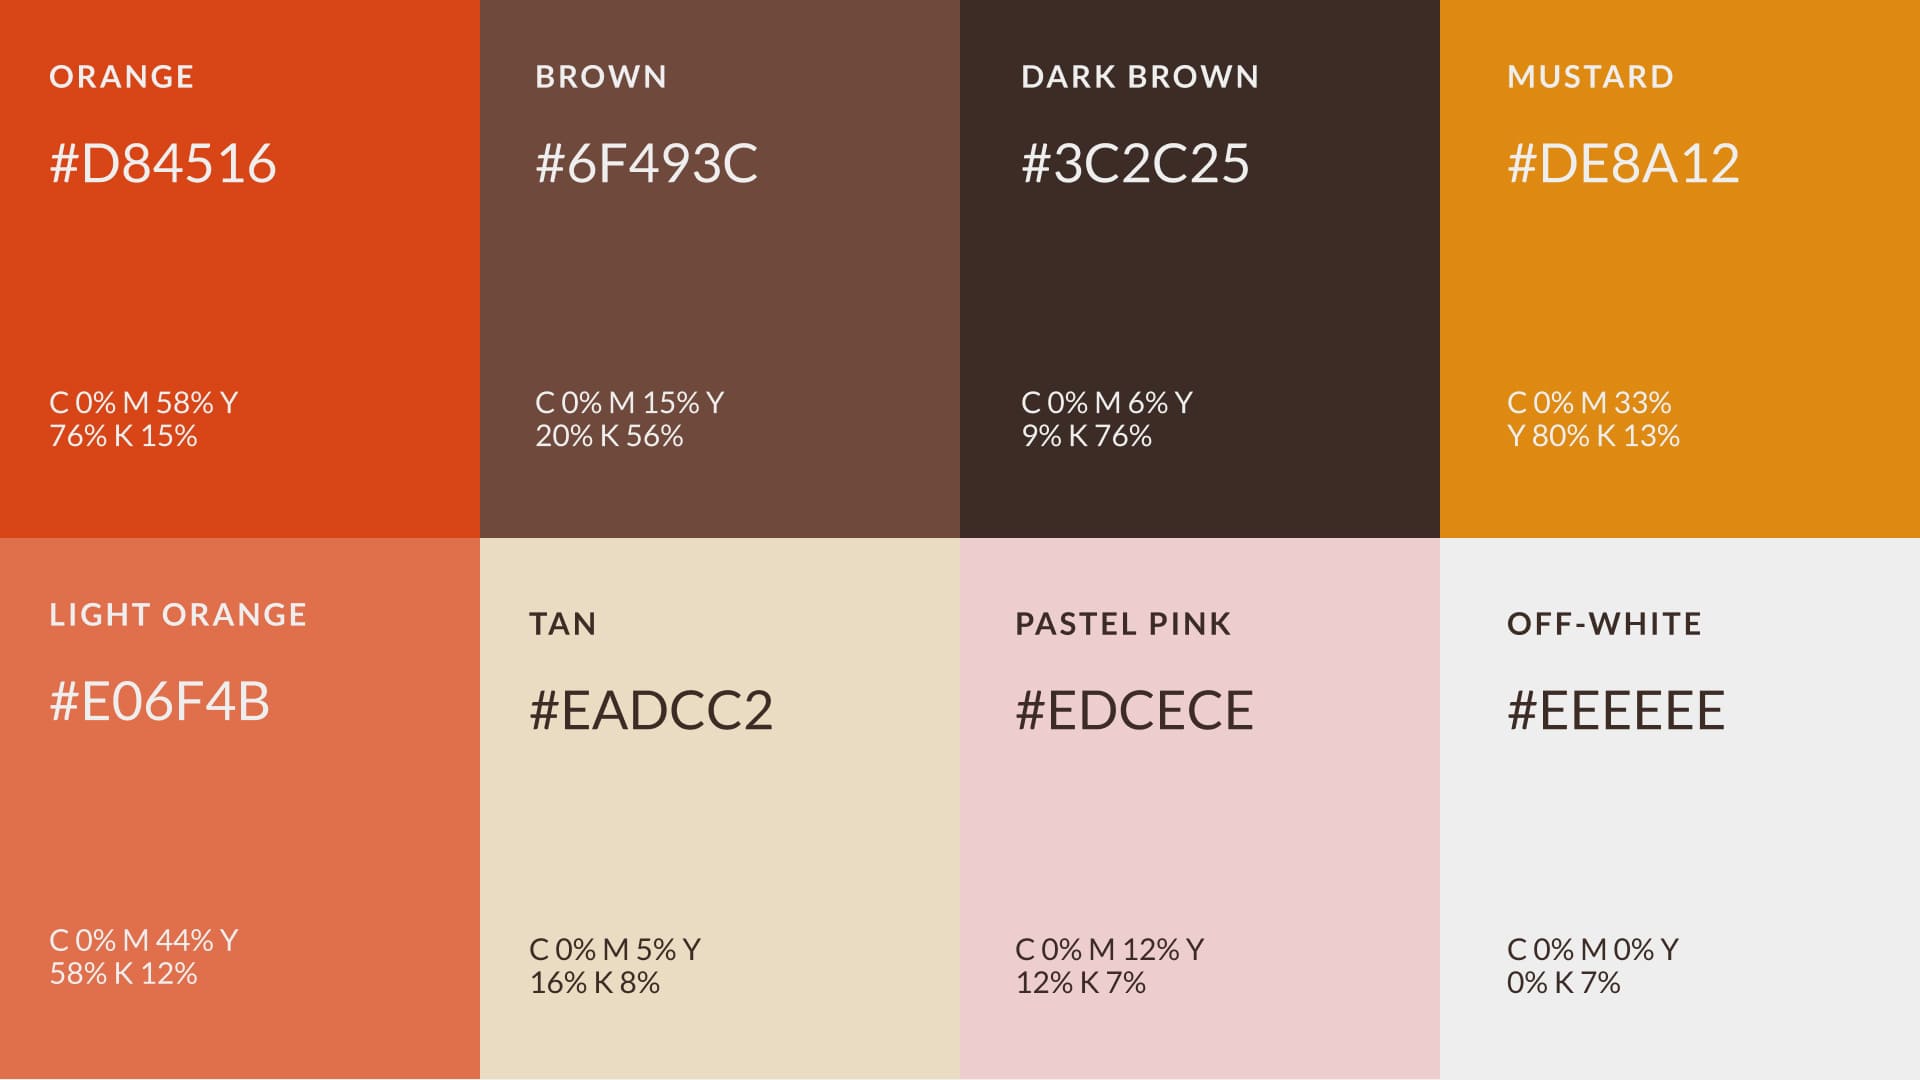 ORANGE
#D84516
C 0% M 58% Y
76% K 15%
BROWN
#6F493C
C 0% M 15% Y
20% K 56%
DARK BROWN
#3C2C25
C 0% M 6% Y
9% K 76%
MUSTARD
#DE8A12
C 0% M 33%
Y 80% K 13%
LIGHT ORANGE
#E06F4B
C 0% M 44% Y
58% K 12%
TAN
#EADCC2
C 0% M 5% Y
16% K 8%
PASTEL PINK
#EDCECE
C 0% M 12% Y
12% K 7%
OFF-WHITE
#EEEEEE
C 0% M 0% Y
0% K 7%